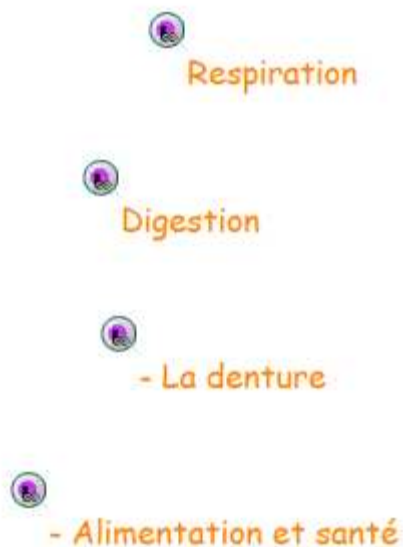 Respiration
Digestion
- La denture
- Alimentation et santé